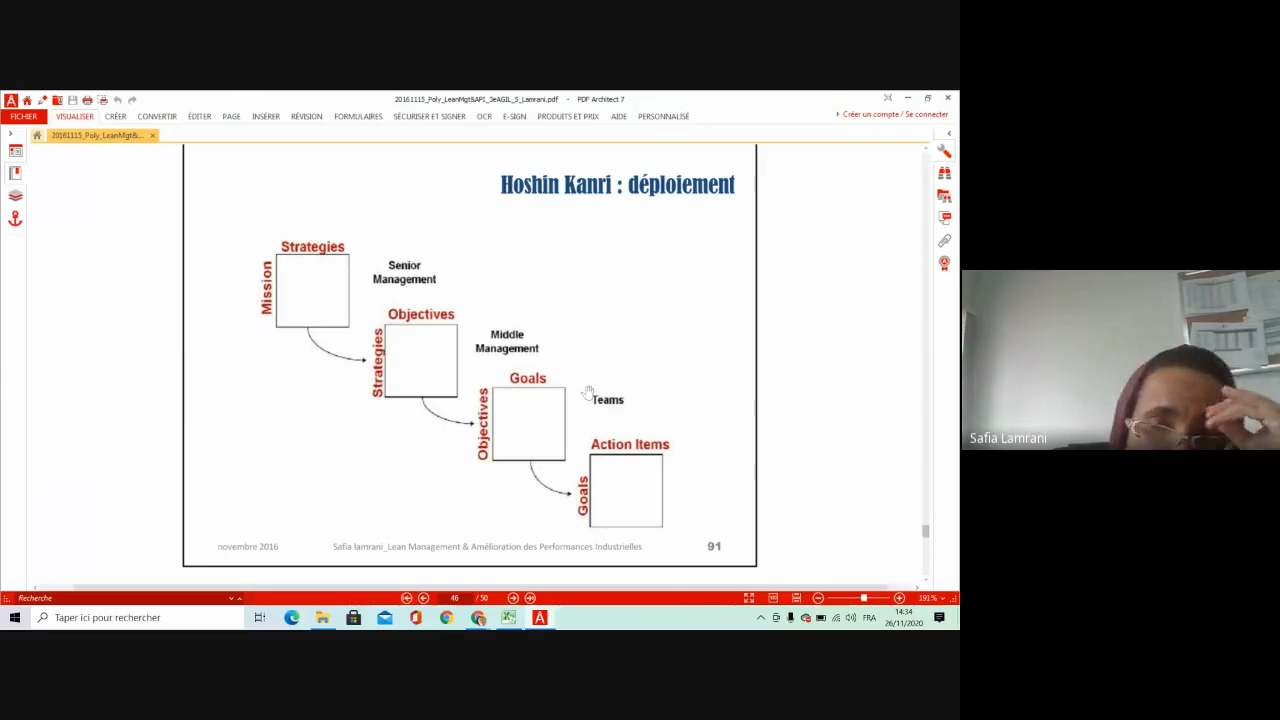 20161115_Poly_LeanMgt&API_JeAGIL_S_Lamrani.pdf - PDF Architect 7
FICHIER VISUALISER CRÉER CONVERTIR ÉDITER PAGE INSÉRER RÉVISION FORMULAIRES SÉCURISER ET SIGNER OCR E-SIGN PRODUITS ET PRIX AIDE PERSONNALISÉ
Créer un compte / Se connecter
20161115_Poly_LeanMgt&...
Hoshin Kanri : déploiement
Strategies
Mission
Senior
Management
Objectives
Strategies
Middle
Management
Goals
Objectives
Teams
Action Items
Goals
novembre 2016 Safia lamrani_Lean Management & Amélioration des Performances Industrielles 91
Recherche
46 / 50
191%
Taper ici pour rechercher
FRA
14:34
26/11/2020
Safia Lamrani